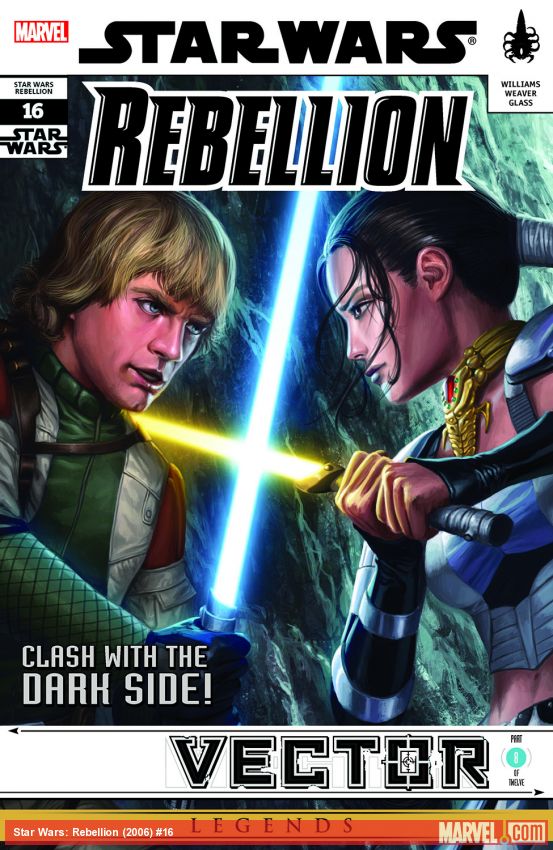 MARVEL
STAR WARS®
STAR WARS
REBELLION
16
STAR
WARS
REBELLION
WILLIAMS
WEAVER
GLASS
CLASH WITH THE
DARK SIDE!
VECTOR
PART
8
OF
TWELVE
LEGENDS
Star Wars: Rebellion (2006) #16
MARVEL.com